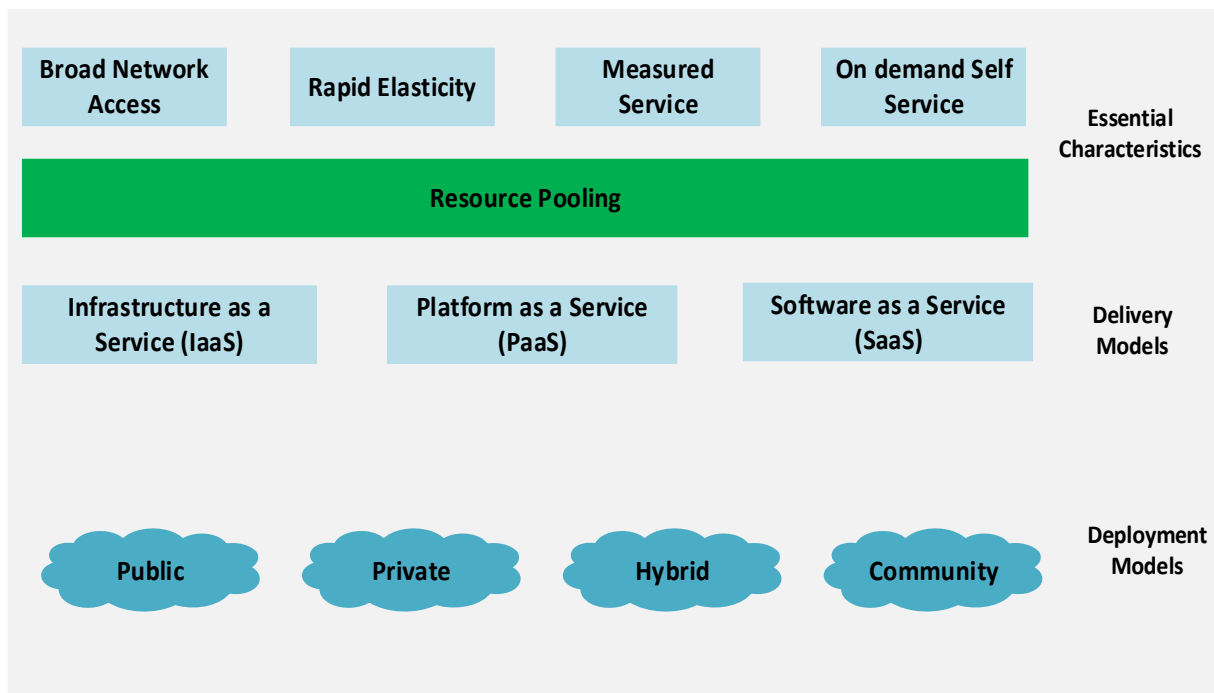 Broad Network
Access
Rapid Elasticity
Measured
Service
On demand Self
Service
Essential
Characteristics
Resource Pooling
Infrastructure as a
Service (IaaS)
Platform as a Service
(PaaS)
Software as a Service
(SaaS)
Delivery
Models
Public
Private
Hybrid
Community
Deployment
Models